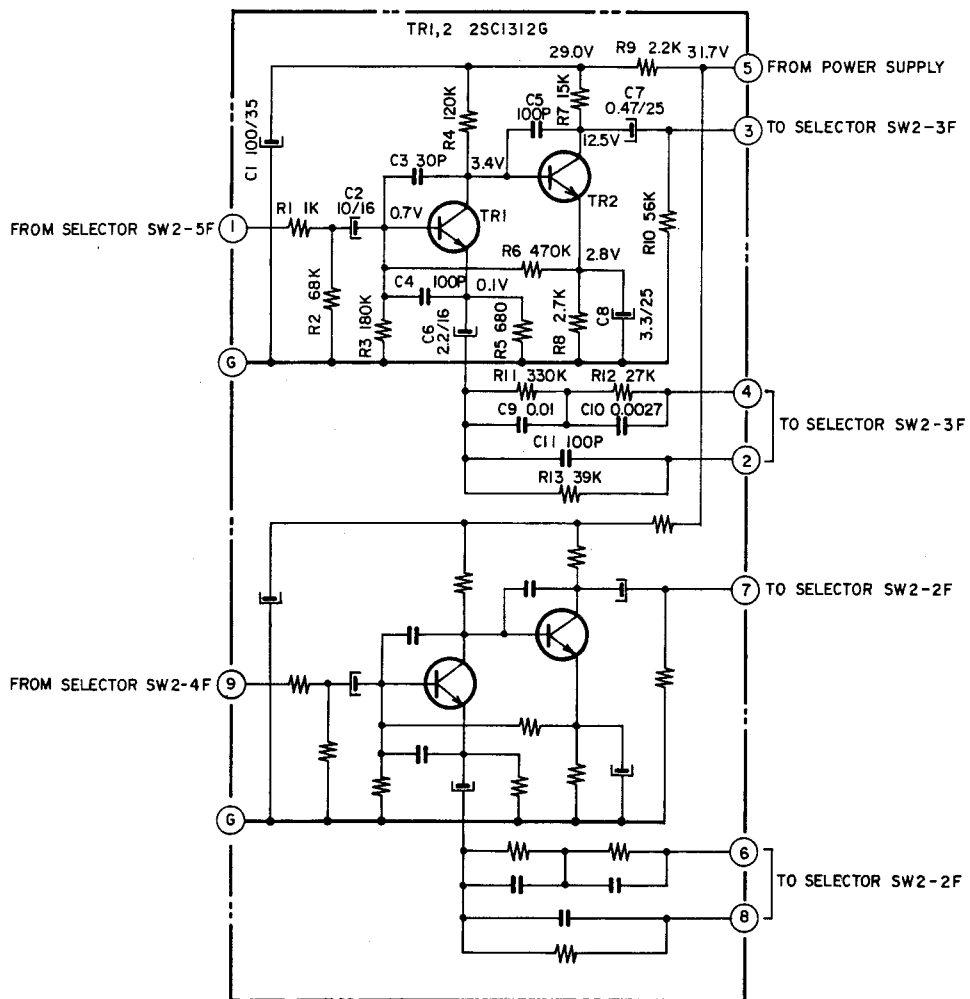 TR1,2 2SC1312G
29.0V
R9 2.2K
31.7V
5
FROM POWER SUPPLY
C1 100/35
R4 120K
C5
100P
R7 15K
C7
0.47/25
3
TO SELECTOR SW2-3F
12.5V
C3 30P
3.4V
TR2
C2
10/16
0.7V
TR1
R1 1K
FROM SELECTOR SW2-5F
1
R10 56K
R6 470K
2.8V
R2 68K
C4
100P
0.1V
R3 180K
C6
2.2/16
R5 680
R8 2.7K
C8
3.3/25
G
R11 330K
R12 27K
4
C9 0.01
C10 0.0027
TO SELECTOR SW2-3F
C11 100P
2
R13 39K
7
TO SELECTOR SW2-2F
FROM SELECTOR SW2-4F
9
G
6
TO SELECTOR SW2-2F
8